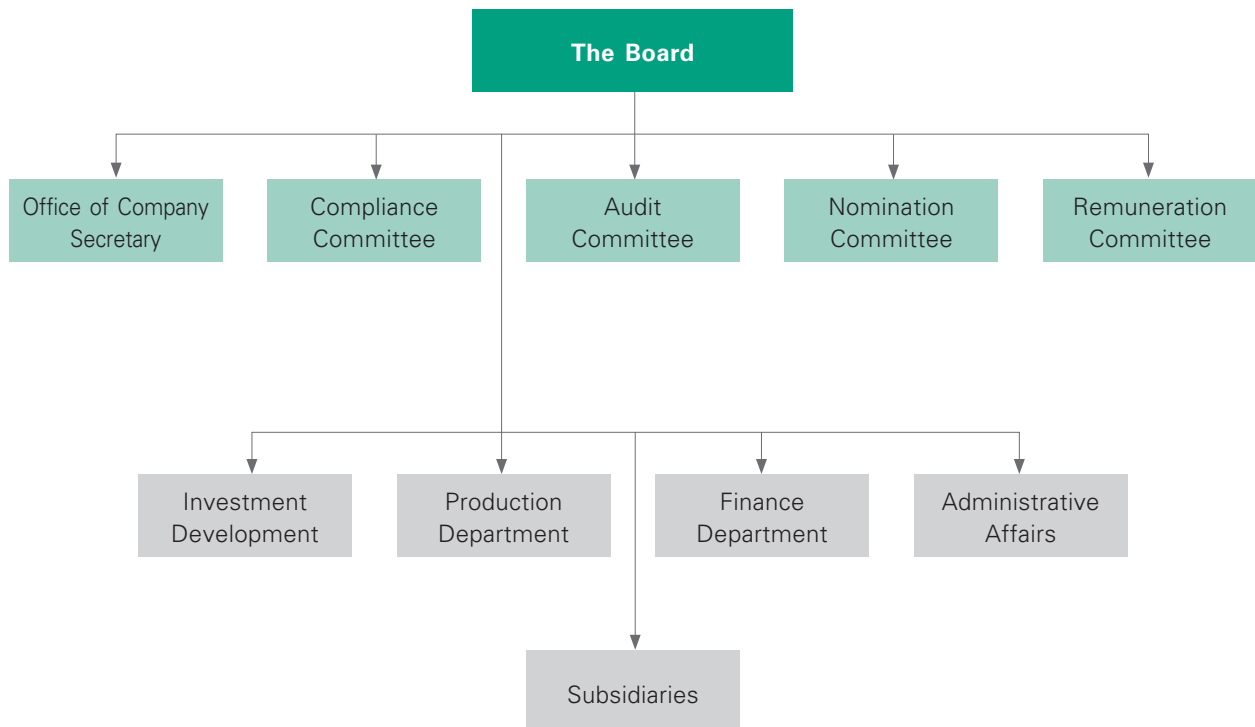 The Board
Office of Company
Secretary
Compliance
Committee
Audit
Committee
Nomination
Committee
Remuneration
Committee
Investment
Development
Production
Department
Finance
Department
Administrative
Affairs
Subsidiaries